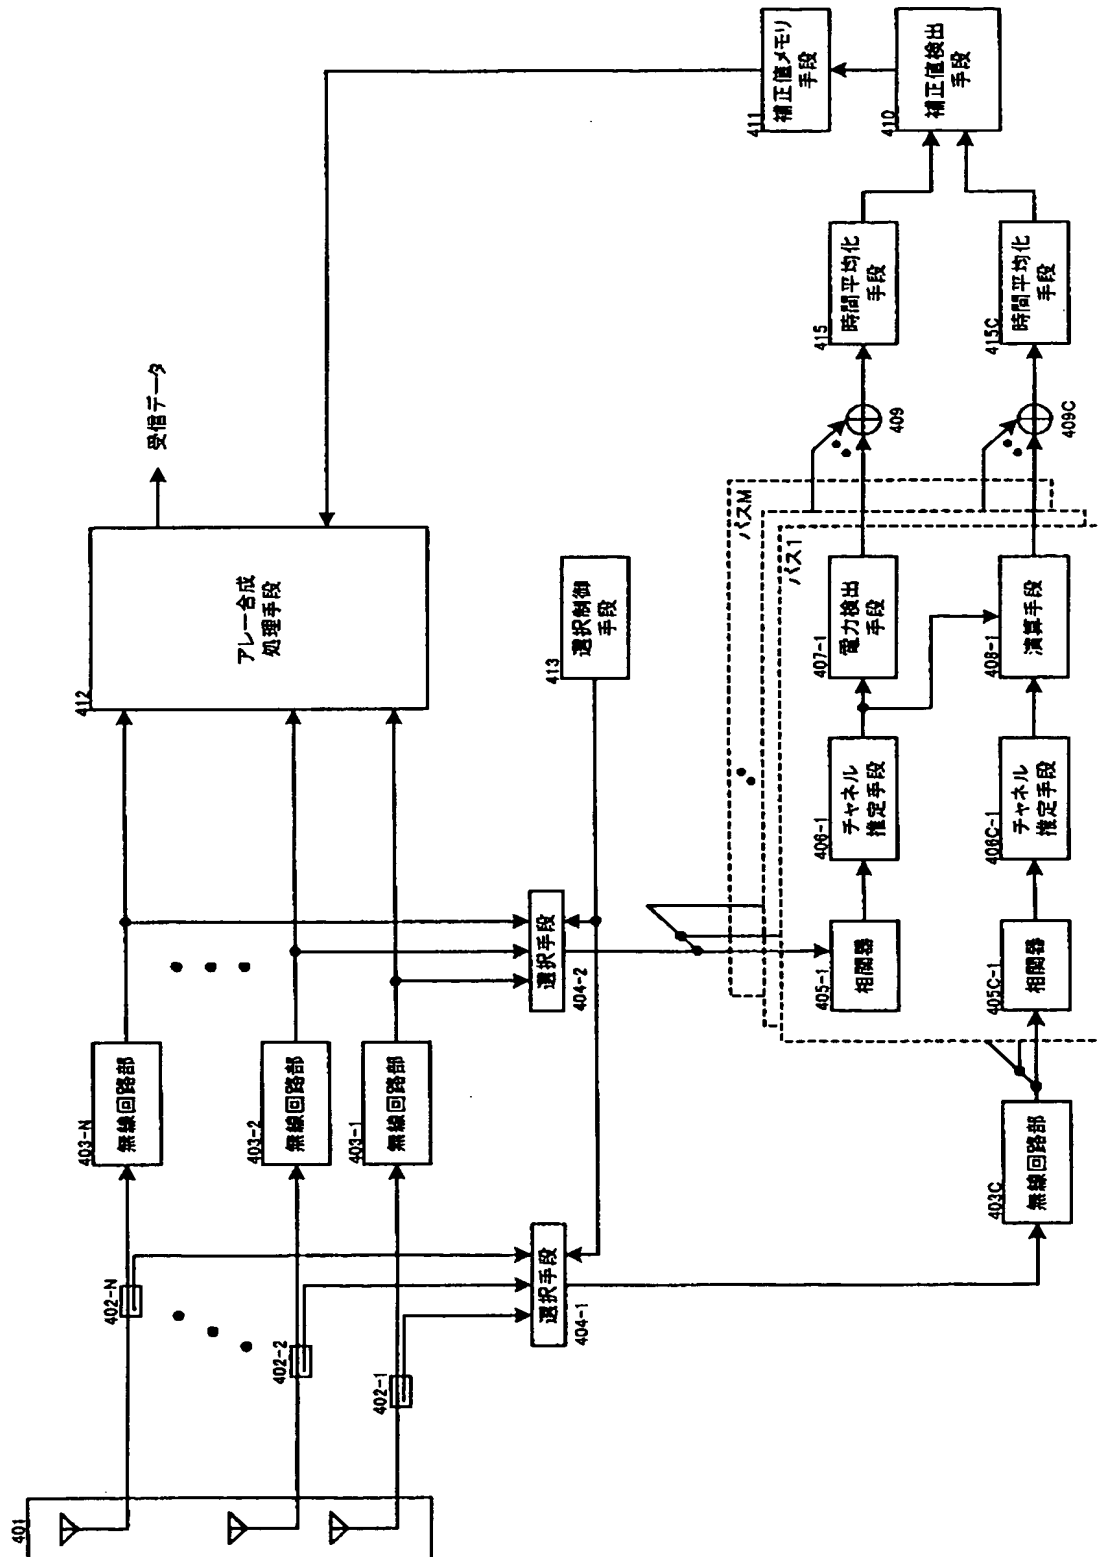 401
402-N
402-2
402-1
403-N
無線回路部
403-2
無線回路部
403-1
無線回路部
404-1
選択手段
404-2
選択手段
412
アレー合成
処理手段
受信データ
413
選択制御
手段
403C
無線回路部
パスM
パス1
405-1
相関器
406-1
チャネル
推定手段
407-1
電力検出
手段
405C-1
相関器
406C-1
チャネル
推定手段
408-1
演算手段
409
409C
415
時間平均化
手段
415C
時間平均化
手段
411
補正値メモリ
手段
410
補正値検出
手段